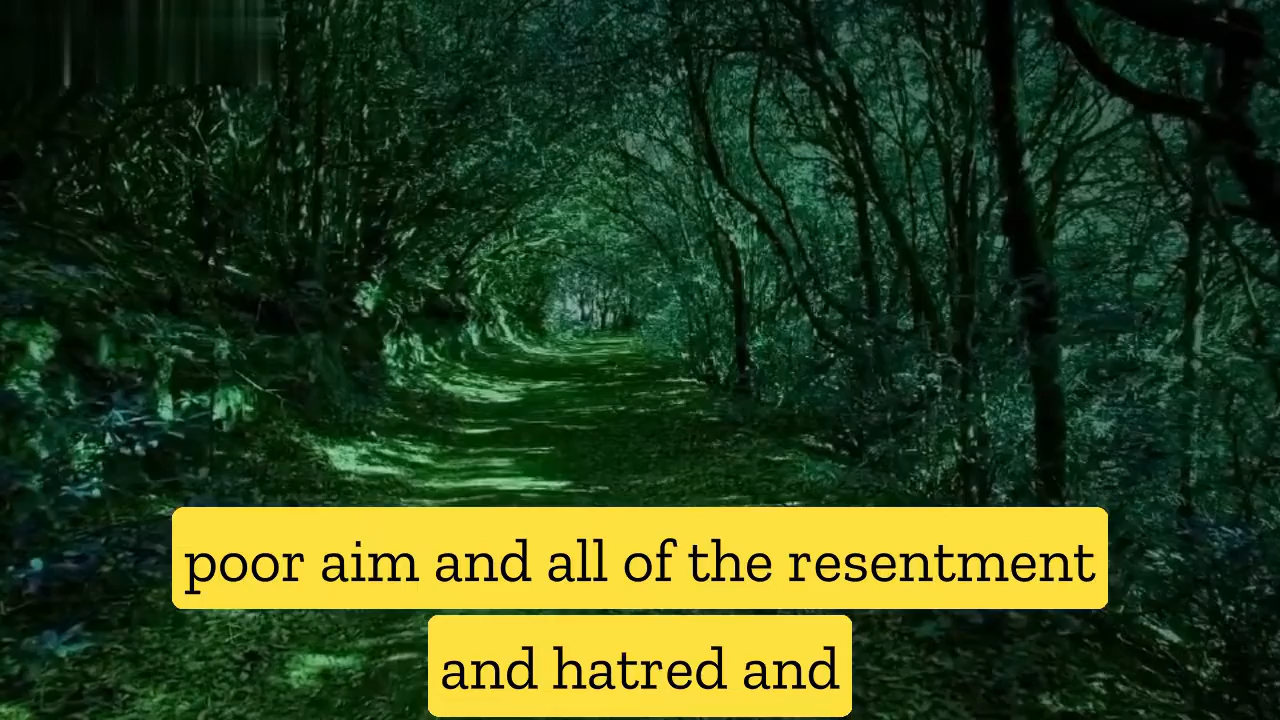 poor aim and all of the resentment
and hatred and